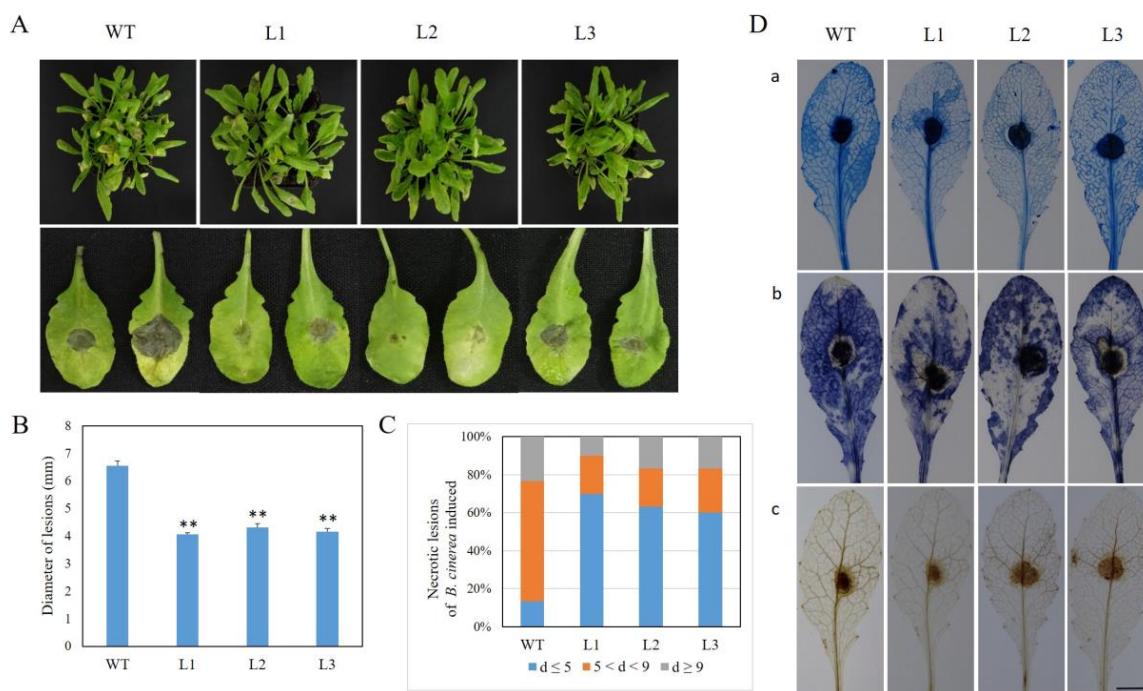 A
WT L1 L2 L3
B
Diameter of lesions (mm)
8
7
6
5
4
3
2
1
0
** ** **
WT L1 L2 L3
C
Necrotic lesions
of B. cinerea induced
100%
80%
60%
40%
20%
0%
WT L1 L2 L3
d ≤ 5 5 < d < 9 d ≥ 9
D
WT L1 L2 L3
a
b
c